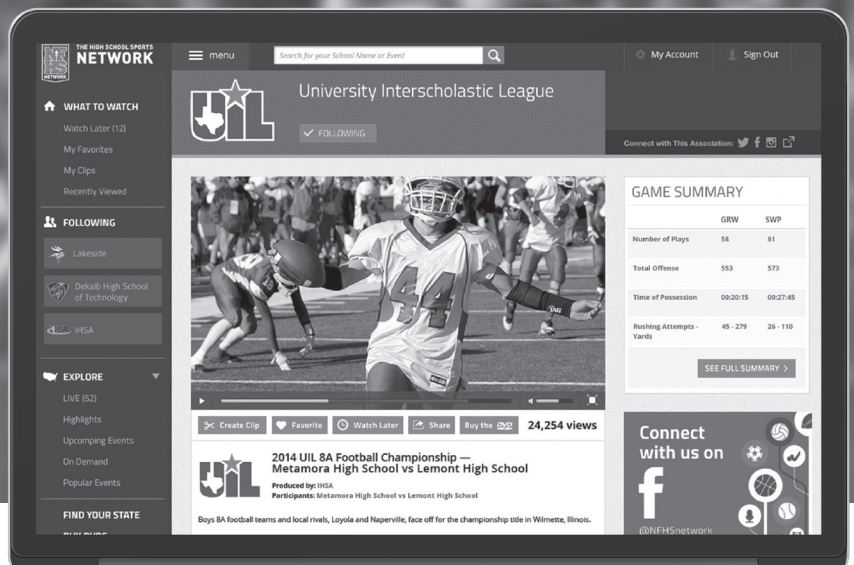 THE HIGH SCHOOL SPORTS
NETWORK
NETWORK
menu
Search for your School Name or Event
My Account
Sign Out
WHAT TO WATCH
Watch Later (12)
My Favorites
My Clips
Recently Viewed
FOLLOWING
Lakeside
Dekalb High School
of Technology
IHSA
EXPLORE
LIVE (52)
Highlights
Upcoming Events
On Demand
Popular Events
FIND YOUR STATE
UIL
University Interscholastic League
FOLLOWING
Connect with This Association:
44
Create Clip
Favorite
Watch Later
Share
Buy the DVD
24,254 views
UIL
2014 UIL 8A Football Championship —
Metamora High School vs Lemont High School
Produced by: IHSA
Participants: Metamora High School vs Lemont High School
Boys 8A football teams and local rivals, Loyola and Naperville, face off for the championship title in Wilmette, Illinois.
GAME SUMMARY
GRW SWP
Number of Plays 58 81
Total Offense 553 573
Time of Possession 00:20:15 00:27:45
Rushing Attempts - 45 - 279 26 - 110
Yards
SEE FULL SUMMARY >
Connect
with us on
f
@NFHSnetwork